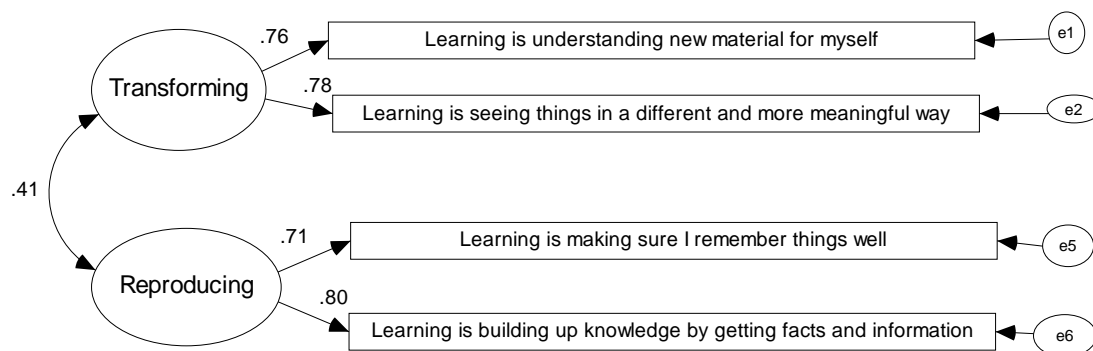 .76
Learning is understanding new material for myself
e1
Transforming
.78
Learning is seeing things in a different and more meaningful way
e2
.41
.71
Learning is making sure I remember things well
e5
Reproducing
.80
Learning is building up knowledge by getting facts and information
e6